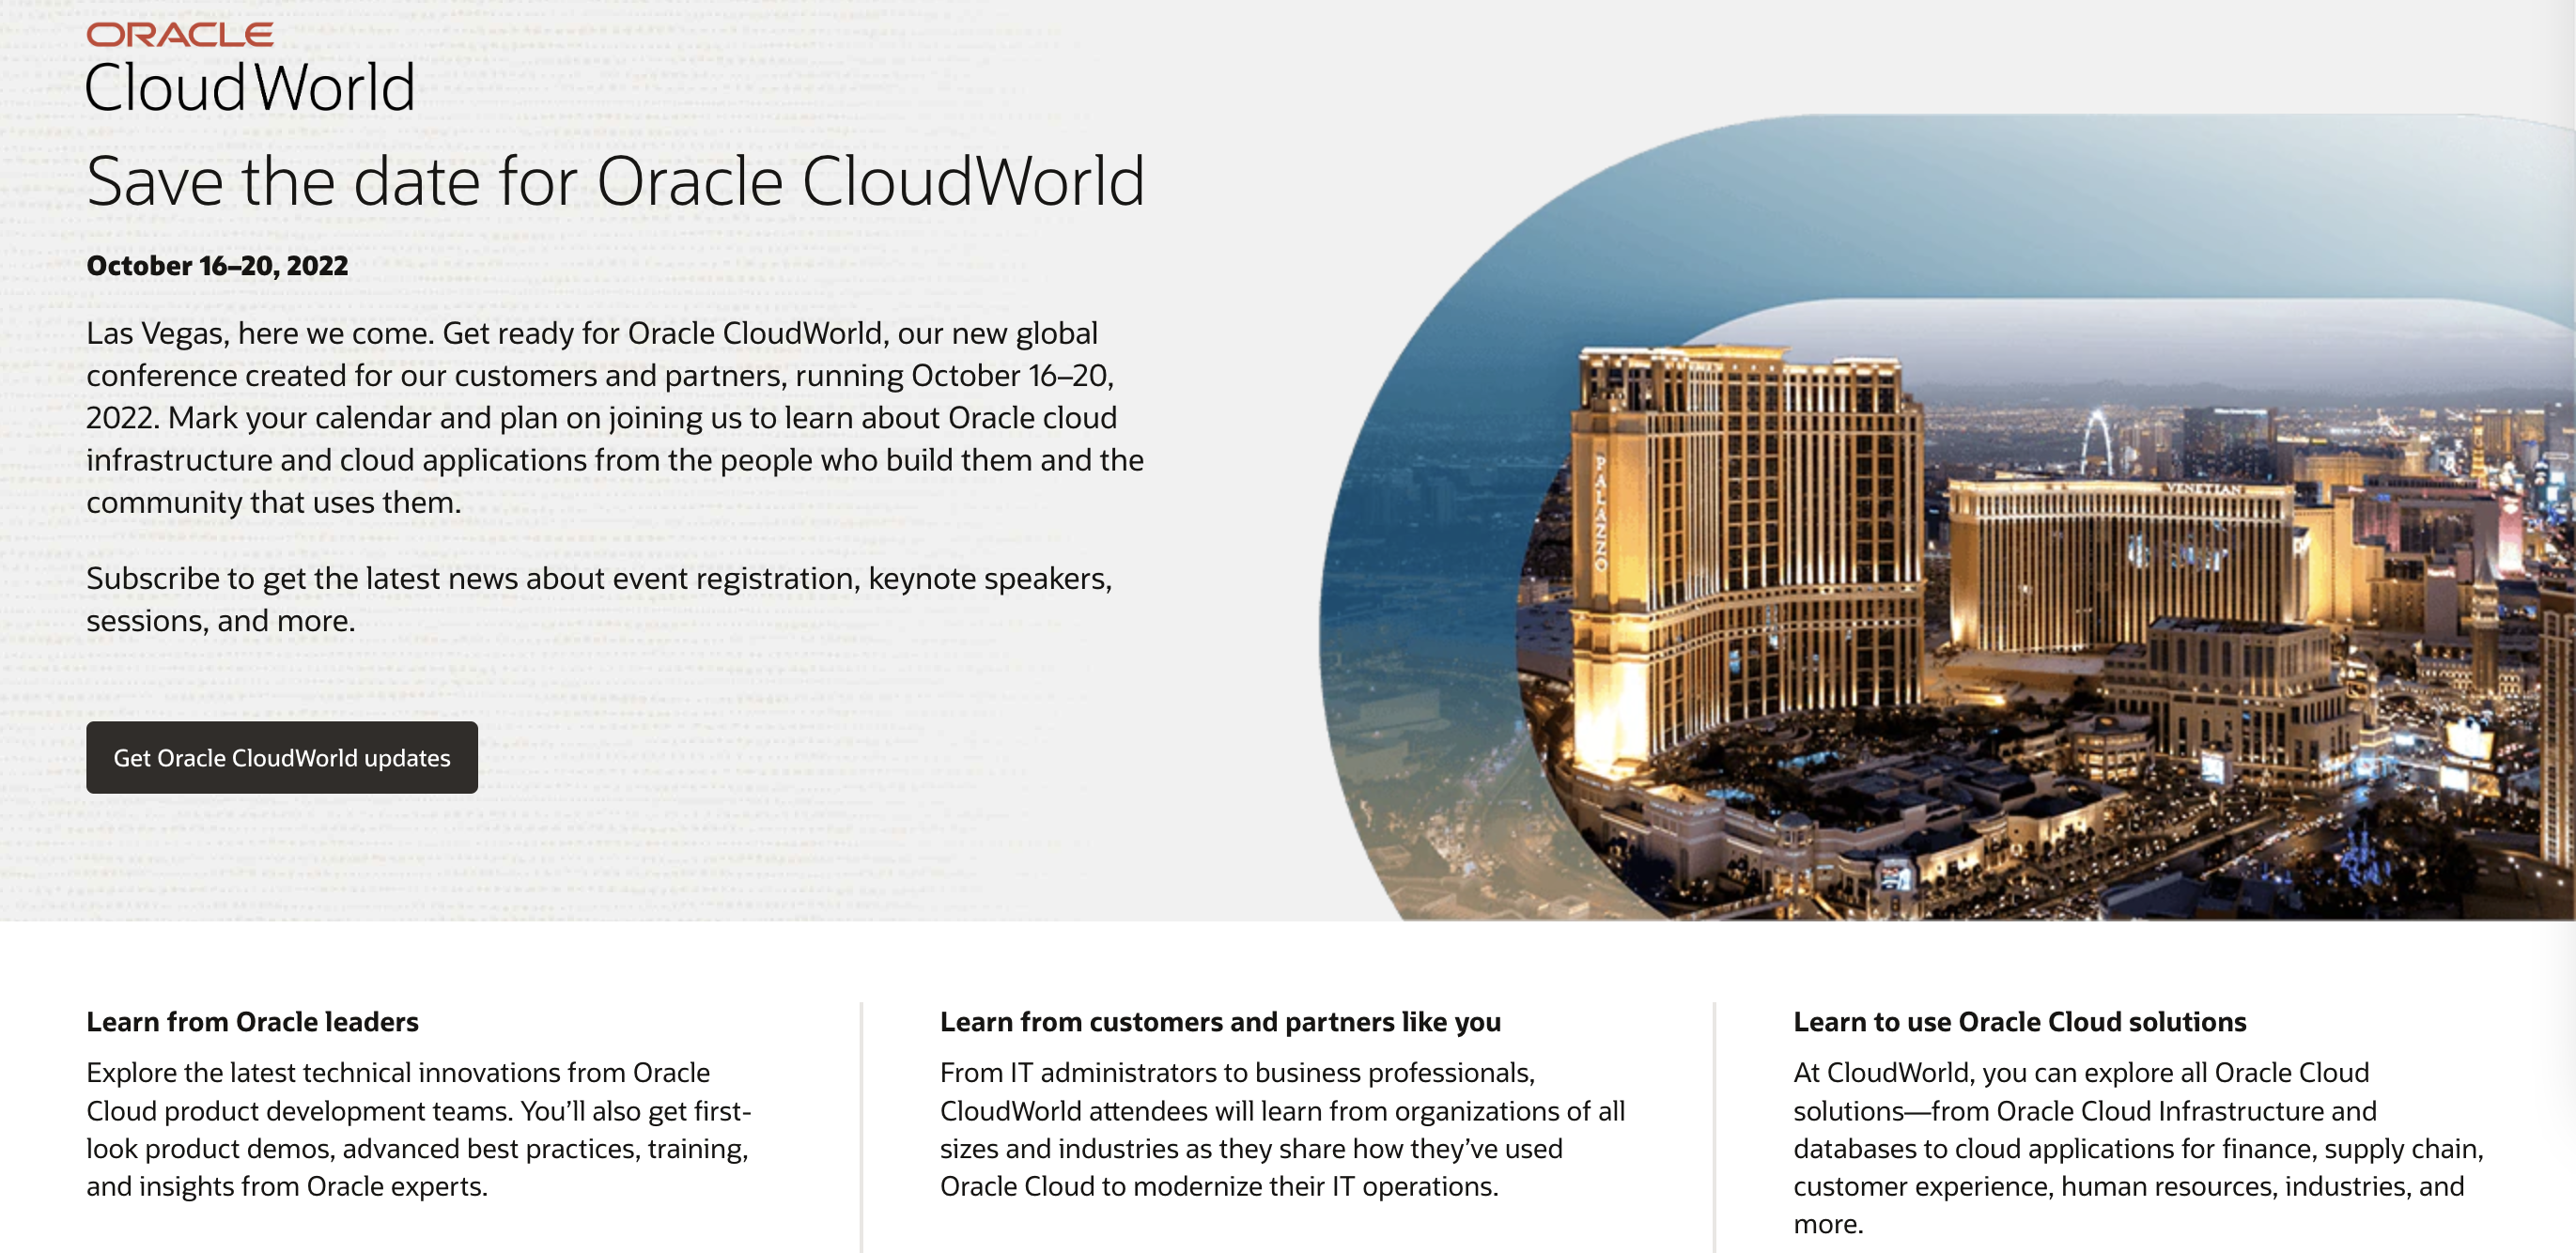 ORACLE
CloudWorld
Save the date for Oracle CloudWorld
October 16–20, 2022
Las Vegas, here we come. Get ready for Oracle CloudWorld, our new global
conference created for our customers and partners, running October 16–20,
2022. Mark your calendar and plan on joining us to learn about Oracle cloud
infrastructure and cloud applications from the people who build them and the
community that uses them.
Subscribe to get the latest news about event registration, keynote speakers,
sessions, and more.
Get Oracle CloudWorld updates
PALAZZO
VENETIAN
Learn from Oracle leaders
Explore the latest technical innovations from Oracle
Cloud product development teams. You’ll also get first-
look product demos, advanced best practices, training,
and insights from Oracle experts.
Learn from customers and partners like you
From IT administrators to business professionals,
CloudWorld attendees will learn from organizations of all
sizes and industries as they share how they’ve used
Oracle Cloud to modernize their IT operations.
Learn to use Oracle Cloud solutions
At CloudWorld, you can explore all Oracle Cloud
solutions—from Oracle Cloud Infrastructure and
databases to cloud applications for finance, supply chain,
customer experience, human resources, industries, and
more.